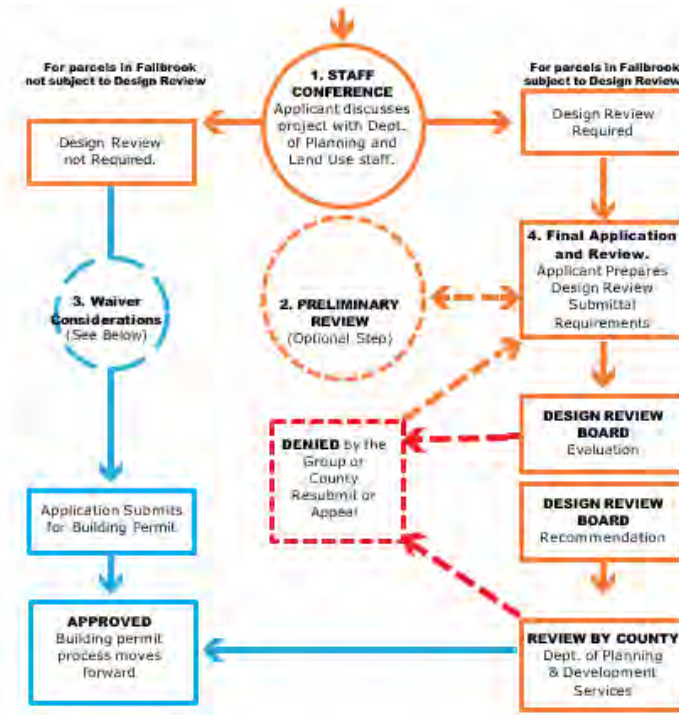 For parcels in Fallbrook
not subject to Design Review
1. STAFF
CONFERENCE
Applicant discusses
project with Dept.
of Planning and
Land Use staff.
For parcels in Fallbrook
subject to Design Review
Design Review
not Required.
Design Review
Required
3. Waiver
Considerations
(See Below)
2. PRELIMINARY
REVIEW
(Optional Step)
4. Final Application
and Review.
Applicant Prepares
Design Review
Submittal
Requirements
DENIED by the
Group or
County
Resubmit or
Appeal
DESIGN REVIEW
BOARD
Evaluation
Application Submits
for Building Permit
DESIGN REVIEW
BOARD
Recommendation
APPROVED
Building permit
process moves
forward
REVIEW BY COUNTY
Dept. of Planning
& Development
Services